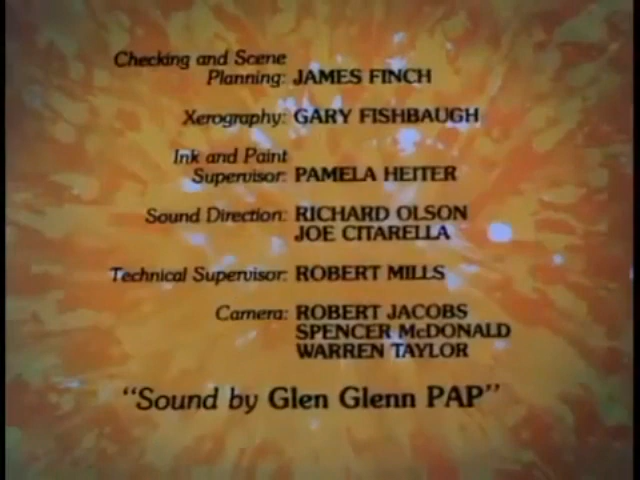 Checking and Scene
Planning: JAMES FINCH
Xerography: GARY FISHBAUGH
Ink and Paint
Supervisor: PAMELA HEITER
Sound Direction: RICHARD OLSON
JOE CITARELLA
Technical Supervisor: ROBERT MILLS
Camera: ROBERT JACOBS
SPENCER McDONALD
WARREN TAYLOR
“Sound by Glen Glenn PAP”